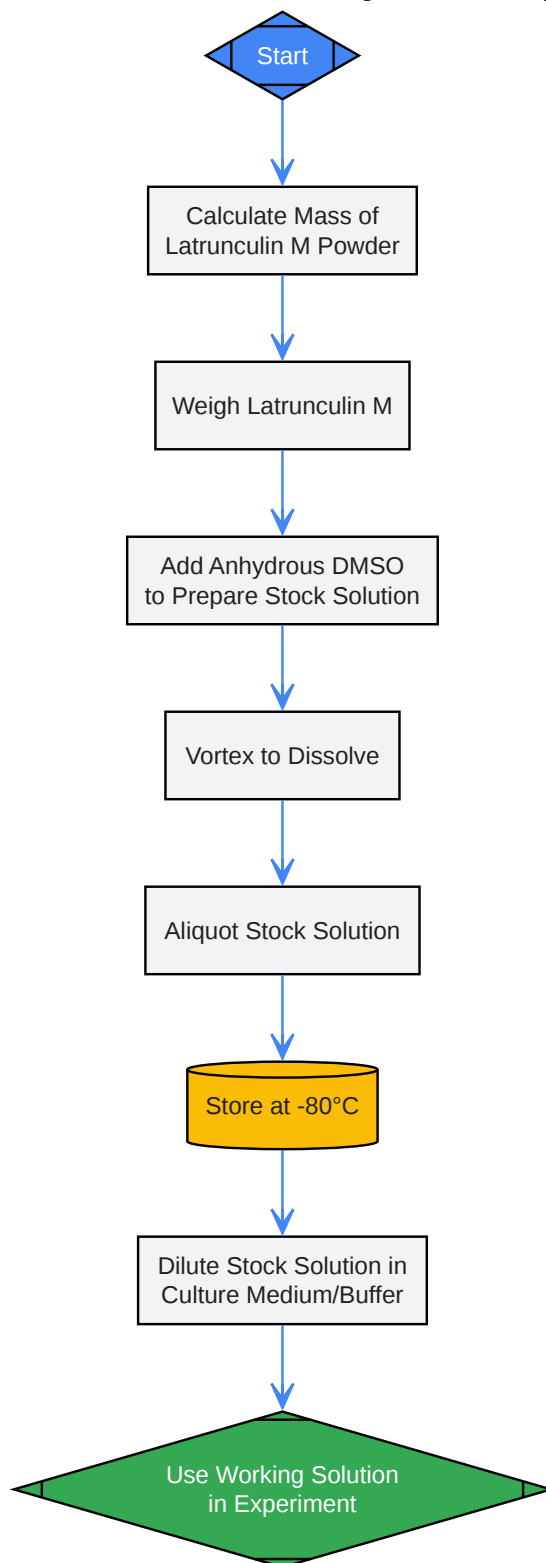 Start
Calculate Mass of
Latrunculin M Powder
Weigh Latrunculin M
Add Anhydrous DMSO
to Prepare Stock Solution
Vortex to Dissolve
Aliquot Stock Solution
Store at -80°C
Dilute Stock Solution in
Culture Medium/Buffer
Use Working Solution
in Experiment